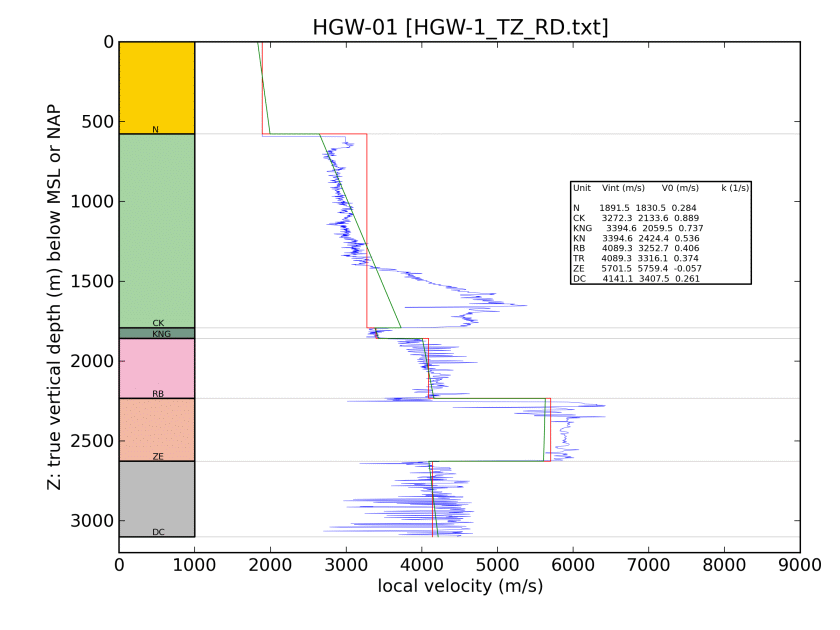 HGW-01 [HGW-1_TZ_RD.txt]
Z: true vertical depth (m) below MSL or NAP
0
500
1000
1500
2000
2500
3000
N
CK
KNG
RB
ZE
DC
Unit Vint (m/s) V0 (m/s) k (1/s)
N 1891.5 1830.5 0.284
CK 3272.3 2133.6 0.889
KNG 3394.6 2059.5 0.737
KN 3394.6 2424.4 0.536
RB 4089.3 3252.7 0.406
TR 4089.3 3316.1 0.374
ZE 5701.5 5759.4 -0.057
DC 4141.1 3407.5 0.261
0 1000 2000 3000 4000 5000 6000 7000 8000 9000
local velocity (m/s)